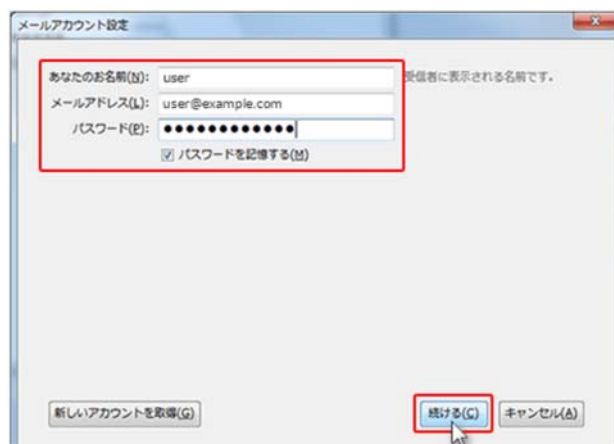 メールアカウント設定
あなたのお名前(N): user 受信者に表示される名前です。
メールアドレス(L): user@example.com
パスワード(P): ●●●●●●●●●●●●
パスワードを記憶する(M)
新しいアカウントを取得(G) 続ける(C) キャンセル(A)